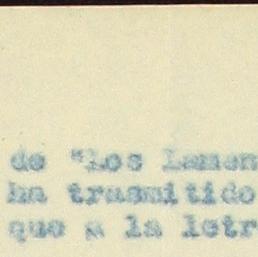 de "Los Lamen
ha trasmitido
que a la letr